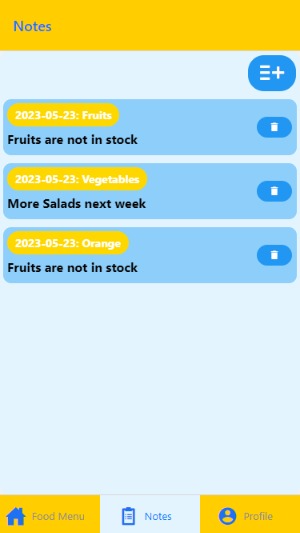 Notes
2023-05-23: Fruits
Fruits are not in stock
2023-05-23: Vegetables
More Salads next week
2023-05-23: Orange
Fruits are not in stock
Food Menu
Notes
Profile